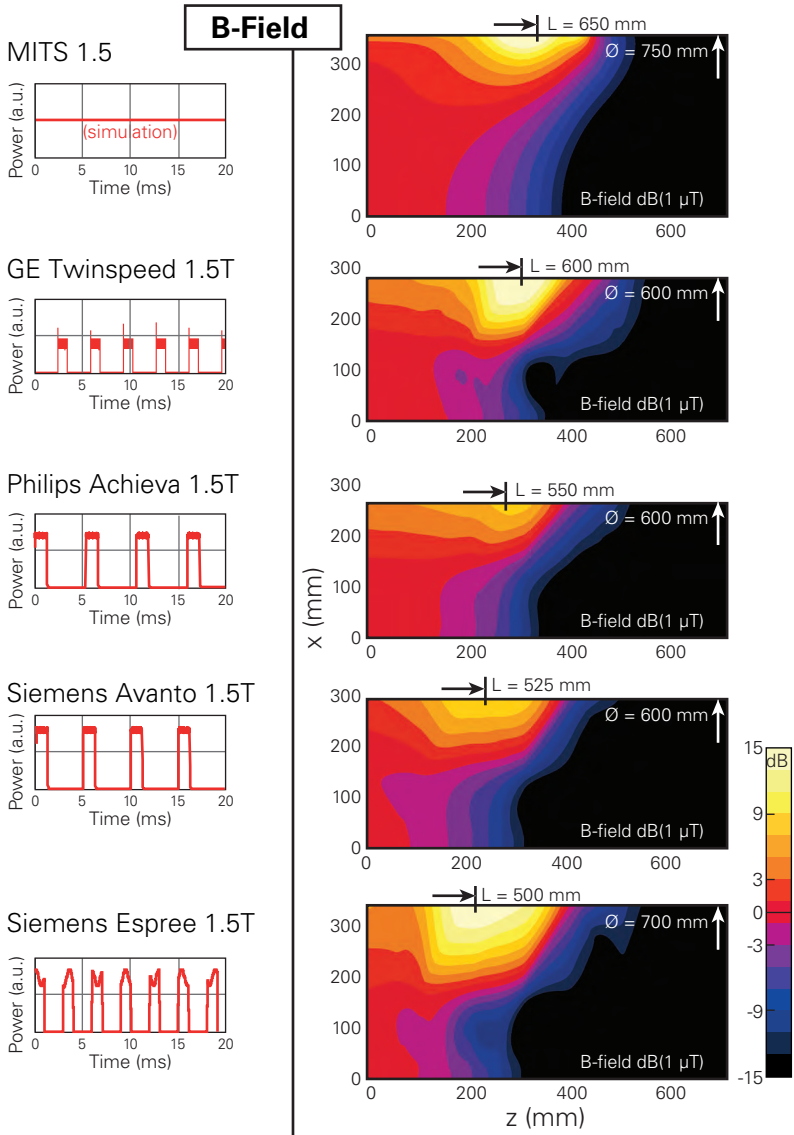 B-Field
MITS 1.5
Power (a.u.)
(simulation)
0 5 10 15 20
Time (ms)
L = 650 mm
Ø = 750 mm
300
200
100
0
B-field dB(1 µT)
0 200 400 600
GE Twinspeed 1.5T
Power (a.u.)
0 5 10 15 20
Time (ms)
L = 600 mm
Ø = 600 mm
300
200
100
0
B-field dB(1 µT)
0 200 400 600
Philips Achieva 1.5T
Power (a.u.)
0 5 10 15 20
Time (ms)
L = 550 mm
Ø = 600 mm
300
200
100
0
x (mm)
B-field dB(1 µT)
0 200 400 600
Siemens Avanto 1.5T
Power (a.u.)
0 5 10 15 20
Time (ms)
L = 525 mm
Ø = 600 mm
300
200
100
0
B-field dB(1 µT)
0 200 400 600
15
dB
9
3
0
-3
-9
-15
Siemens Espree 1.5T
Power (a.u.)
0 5 10 15 20
Time (ms)
L = 500 mm
Ø = 700 mm
300
200
100
0
B-field dB(1 µT)
0 200 400 600
z (mm)